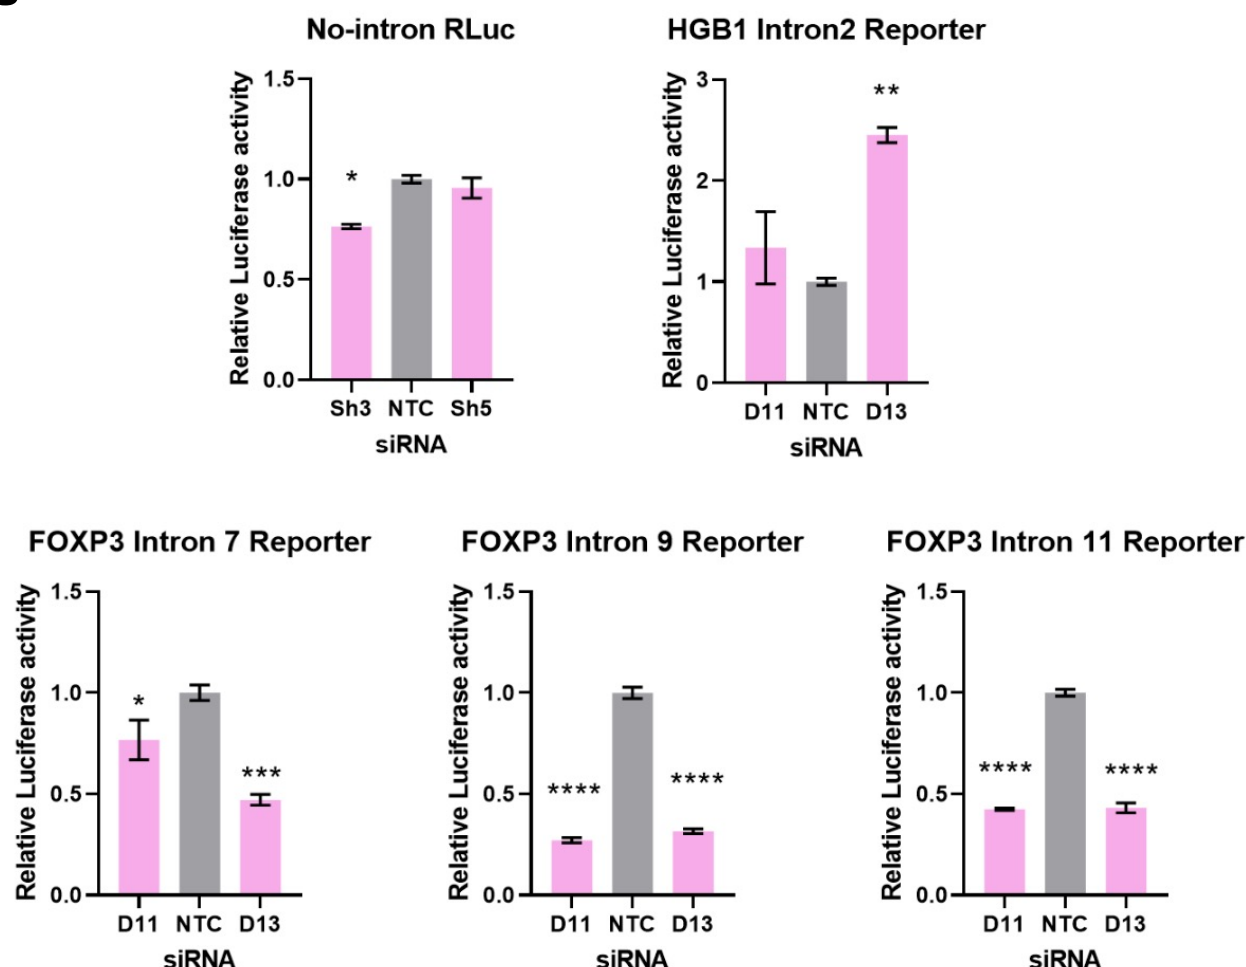 No-intron RLuc
Relative Luciferase activity
1.5
1.0
0.5
0.0
*
Sh3 NTC Sh5
siRNA
HGB1 Intron2 Reporter
Relative Luciferase activity
3
2
1
0
**
D11 NTC D13
siRNA
FOXP3 Intron 7 Reporter
Relative Luciferase activity
1.5
1.0
0.5
0.0
*
***
D11 NTC D13
siRNA
FOXP3 Intron 9 Reporter
Relative Luciferase activity
1.5
1.0
0.5
0.0
****
****
D11 NTC D13
siRNA
FOXP3 Intron 11 Reporter
Relative Luciferase activity
1.5
1.0
0.5
0.0
****
****
D11 NTC D13
siRNA